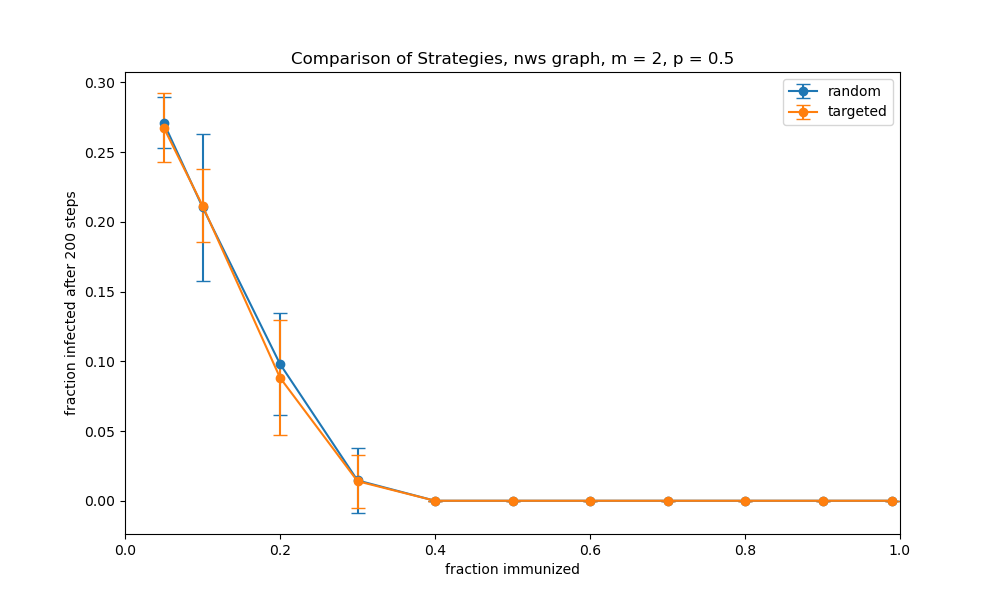 Comparison of Strategies, nws graph, m = 2, p = 0.5
random
targeted
fraction infected after 200 steps
0.30
0.25
0.20
0.15
0.10
0.05
0.00
0.0 0.2 0.4 0.6 0.8 1.0
fraction immunized